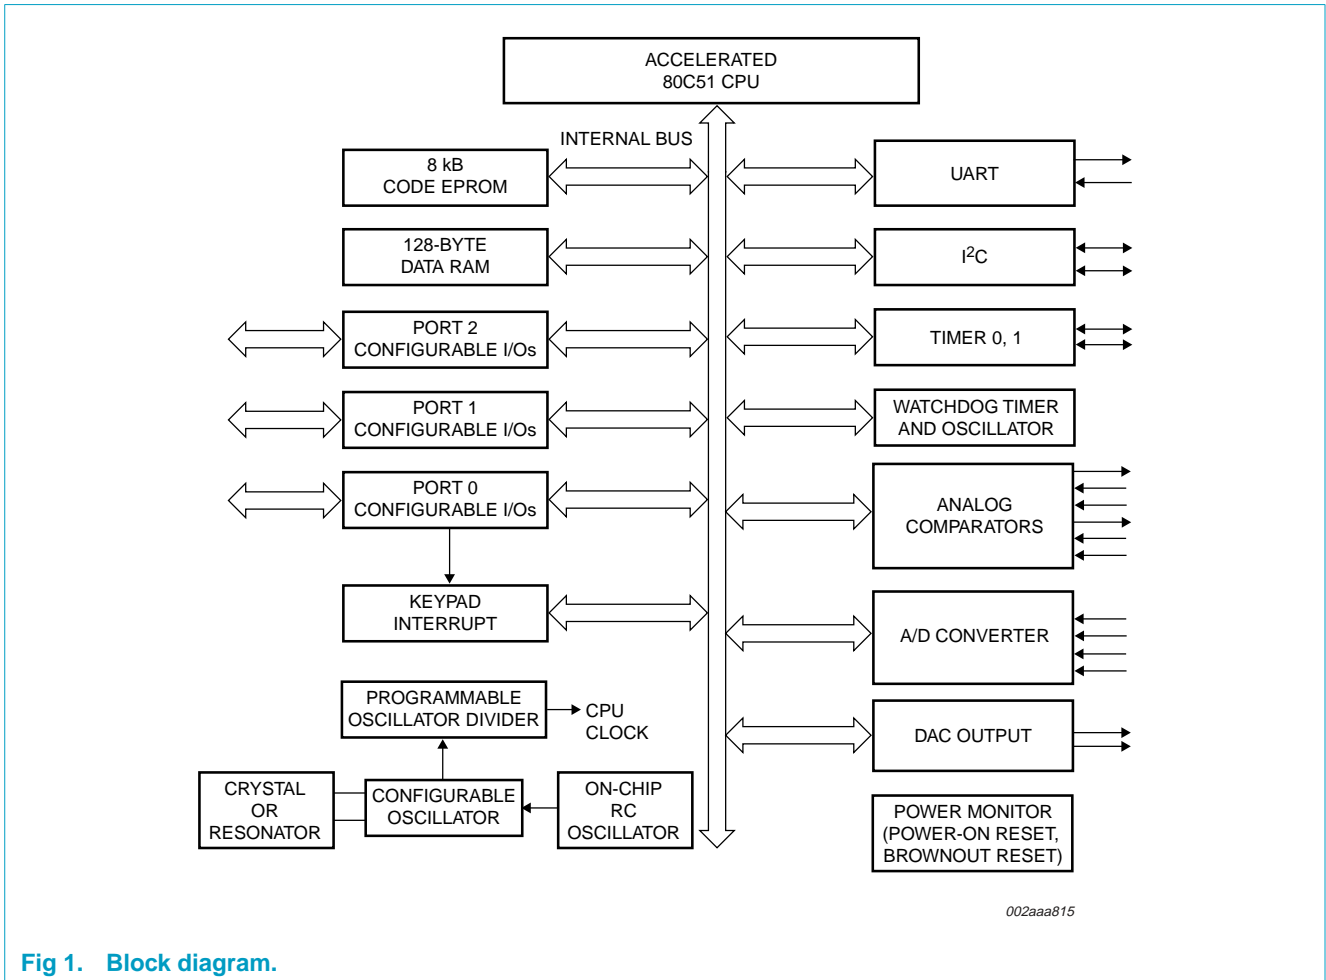 ACCELERATED
80C51 CPU
INTERNAL BUS
8 kB
CODE EPROM
128-BYTE
DATA RAM
PORT 2
CONFIGURABLE I/Os
PORT 1
CONFIGURABLE I/Os
PORT 0
CONFIGURABLE I/Os
KEYPAD
INTERRUPT
PROGRAMMABLE
OSCILLATOR DIVIDER
CPU
CLOCK
CRYSTAL
OR
RESONATOR
CONFIGURABLE
OSCILLATOR
ON-CHIP
RC
OSCILLATOR
UART
I²C
TIMER 0, 1
WATCHDOG TIMER
AND OSCILLATOR
ANALOG
COMPARATORS
A/D CONVERTER
DAC OUTPUT
POWER MONITOR
(POWER-ON RESET,
BROWNOUT RESET)
002aaa815
Fig 1. Block diagram.